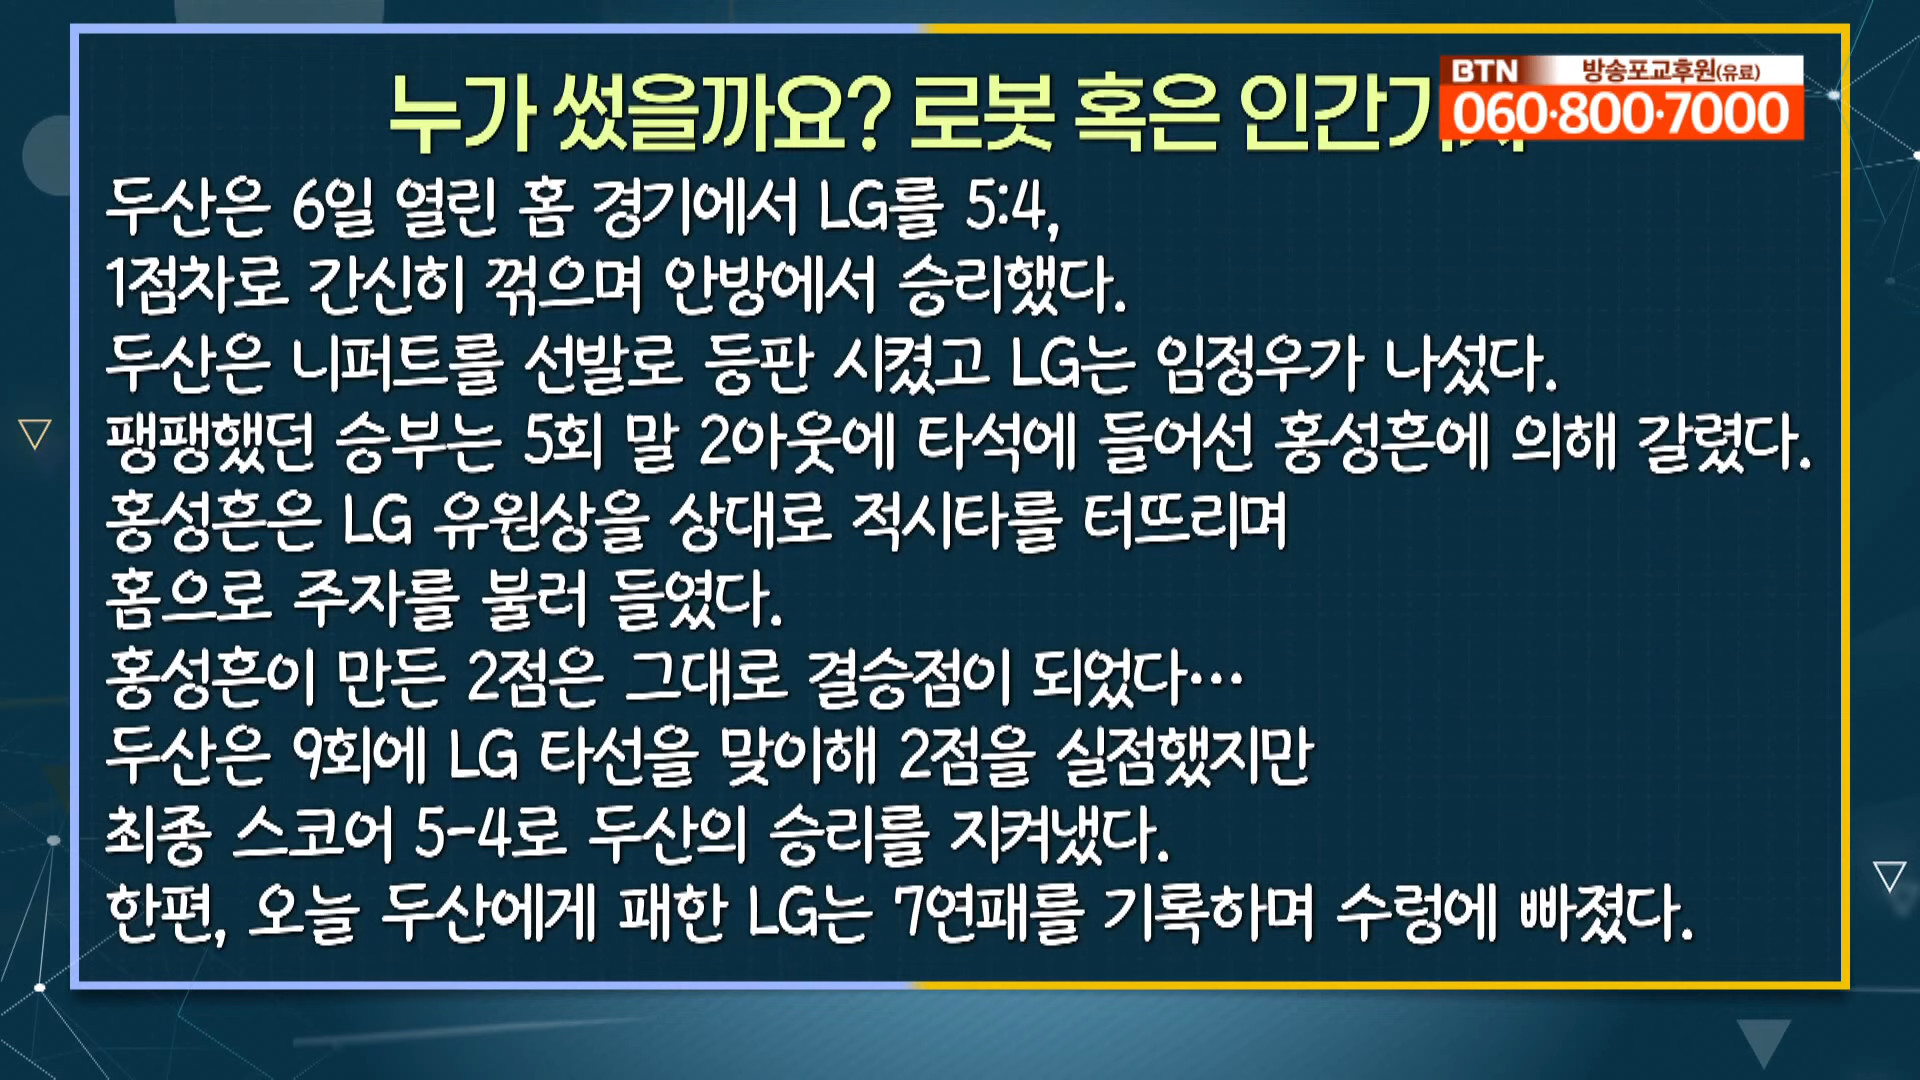 누가 썼을까요? 로봇 혹은 인간
BTN 방송포교후원(유료)
060·800·7000
두산은 6일 열린 홈 경기에서 LG를 5:4,
1점차로 간신히 꺾으며 안방에서 승리했다.
두산은 니퍼트를 선발로 등판 시켰고 LG는 임정우가 나섰다.
팽팽했던 승부는 5회 말 2아웃에 타석에 들어선 홍성흔에 의해 갈렸다.
홍성흔은 LG 유원상을 상대로 적시타를 터뜨리며
홈으로 주자를 불러 들였다.
홍성흔이 만든 2점은 그대로 결승점이 되었다…
두산은 9회에 LG 타선을 맞이해 2점을 실점했지만
최종 스코어 5-4로 두산의 승리를 지켜냈다.
한편, 오늘 두산에게 패한 LG는 7연패를 기록하며 수렁에 빠졌다.